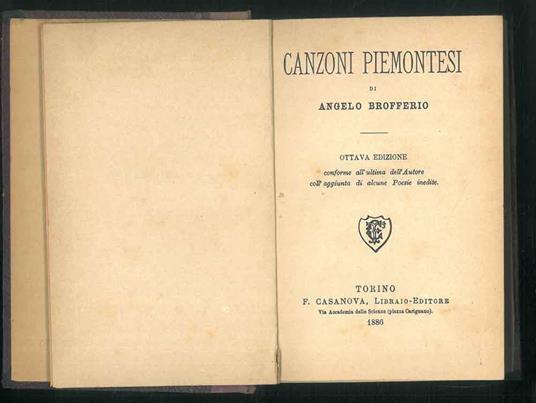 CANZONI PIEMONTESI
DI
ANGELO BROFFERIO
OTTAVA EDIZIONE
conforme all'ultima dell'Autore
coll'aggiunta di alcune Poesie inedite.
TORINO
F. CASANOVA, LIBRAIO-EDITORE
Via Accademia delle Scienze (piazza Carignano).
1886